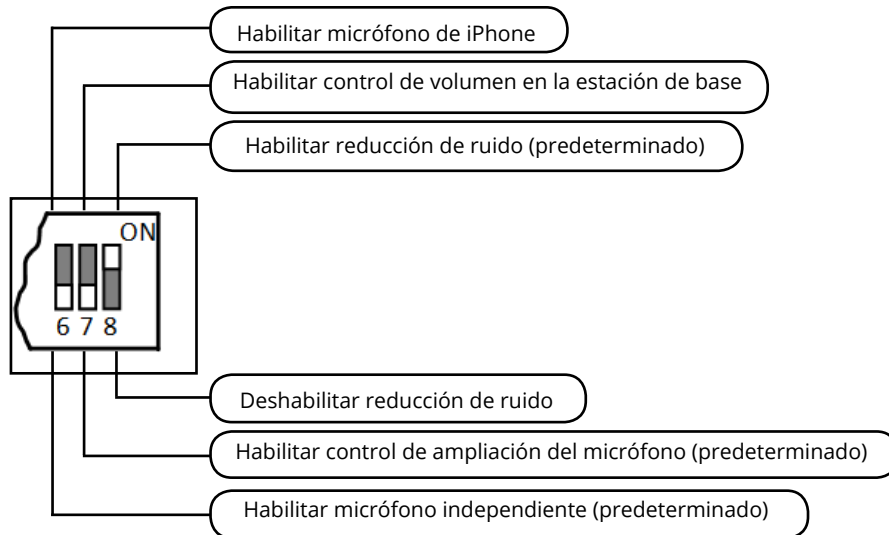 Habilitar micrófono de iPhone
Habilitar control de volumen en la estación de base
Habilitar reducción de ruido (predeterminado)
ON
6 7 8
Deshabilitar reducción de ruido
Habilitar control de ampliación del micrófono (predeterminado)
Habilitar micrófono independiente (predeterminado)